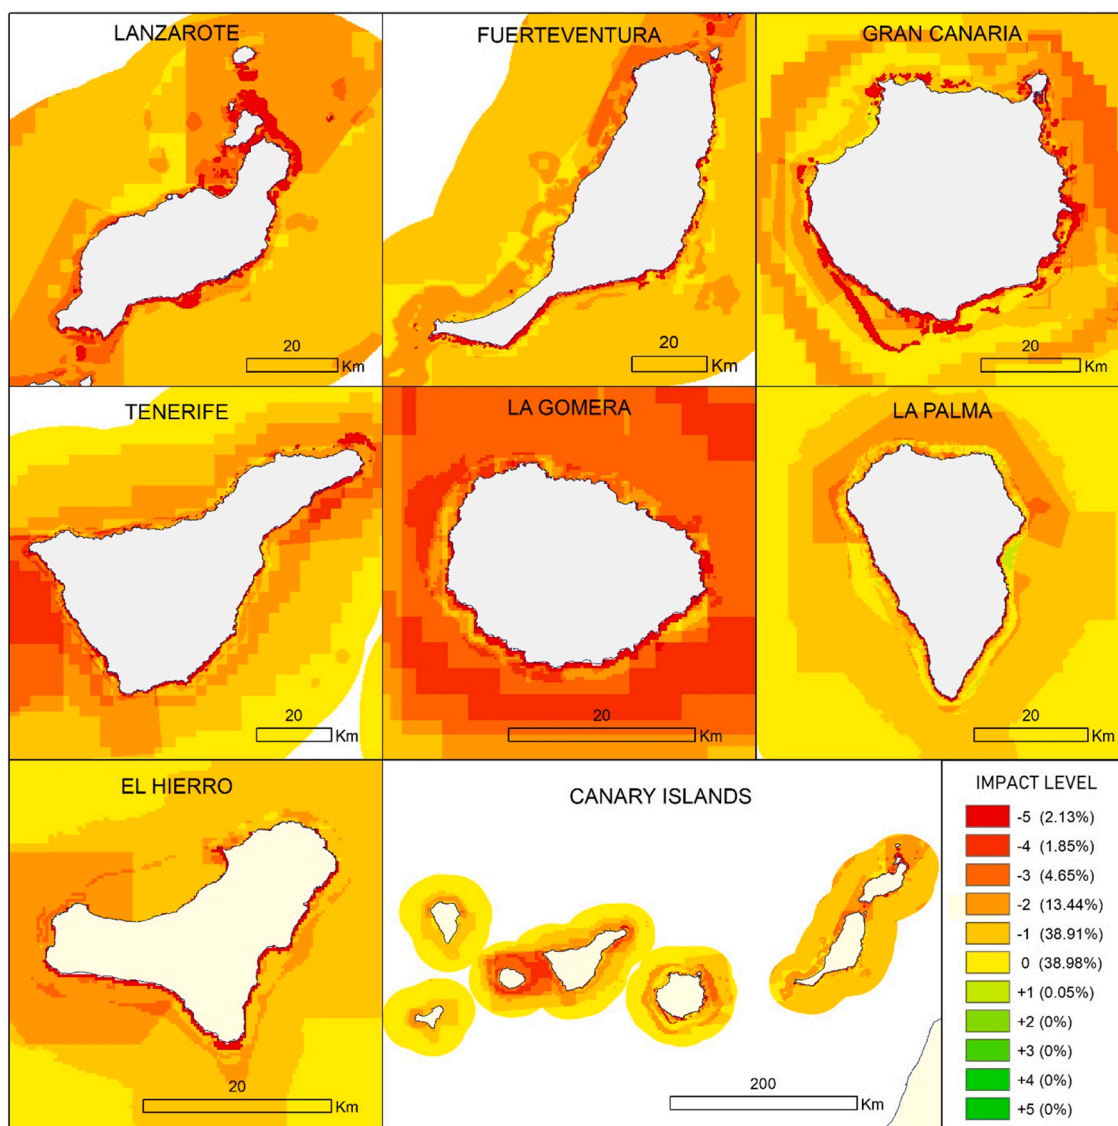 LANZAROTE
FUERTEVENTURA
GRAN CANARIA
20
Km
20
Km
20
Km
TENERIFE
LA GOMERA
LA PALMA
20
Km
20
Km
20
Km
EL HIERRO
20
Km
CANARY ISLANDS
200
Km
IMPACT LEVEL
-5 (2.13%)
-4 (1.85%)
-3 (4.65%)
-2 (13.44%)
-1 (38.91%)
0 (38.98%)
+1 (0.05%)
+2 (0%)
+3 (0%)
+4 (0%)
+5 (0%)